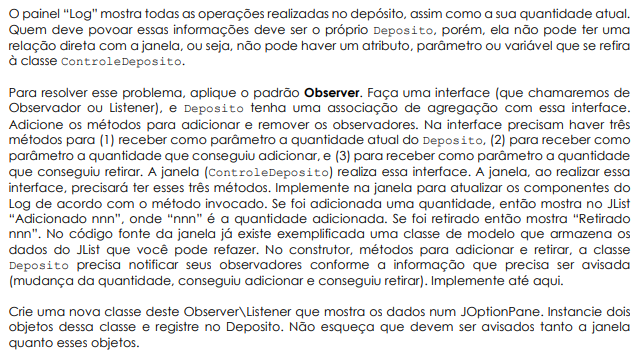 O painel “Log” mostra todas as operações realizadas no depósito, assim como a sua quantidade atual.
Quem deve povoar essas informações deve ser o próprio Deposito, porém, ela não pode ter uma
relação direta com a janela, ou seja, não pode haver um atributo, parâmetro ou variável que se refira
à classe ControleDeposito.
Para resolver esse problema, aplique o padrão Observer. Faça uma interface (que chamaremos de
Observador ou Listener), e Deposito tenha uma associação de agregação com essa interface.
Adicione os métodos para adicionar e remover os observadores. Na interface precisam haver três
métodos para (1) receber como parâmetro a quantidade atual do Deposito, (2) para receber como
parâmetro a quantidade que conseguiu adicionar, e (3) para receber como parâmetro a quantidade
que conseguiu retirar. A janela (ControleDeposito) realiza essa interface. A janela, ao realizar essa
interface, precisará ter esses três métodos. Implemente na janela para atualizar os componentes do
Log de acordo com o método invocado. Se foi adicionada uma quantidade, então mostra no JList
“Adicionado nnn”, onde “nnn” é a quantidade adicionada. Se foi retirado então mostra “Retirado
nnn”. No código fonte da janela já existe exemplificada uma classe de modelo que armazena os
dados do JList que você pode refazer. No construtor, métodos para adicionar e retirar, a classe
Deposito precisa notificar seus observadores conforme a informação que precisa ser avisada
(mudança da quantidade, conseguiu adicionar e conseguiu retirar). Implemente até aqui.
Crie uma nova classe deste Observer\Listener que mostra os dados num JOptionPane. Instancie dois
objetos dessa classe e registre no Deposito. Não esqueça que devem ser avisados tanto a janela
quanto esses objetos.